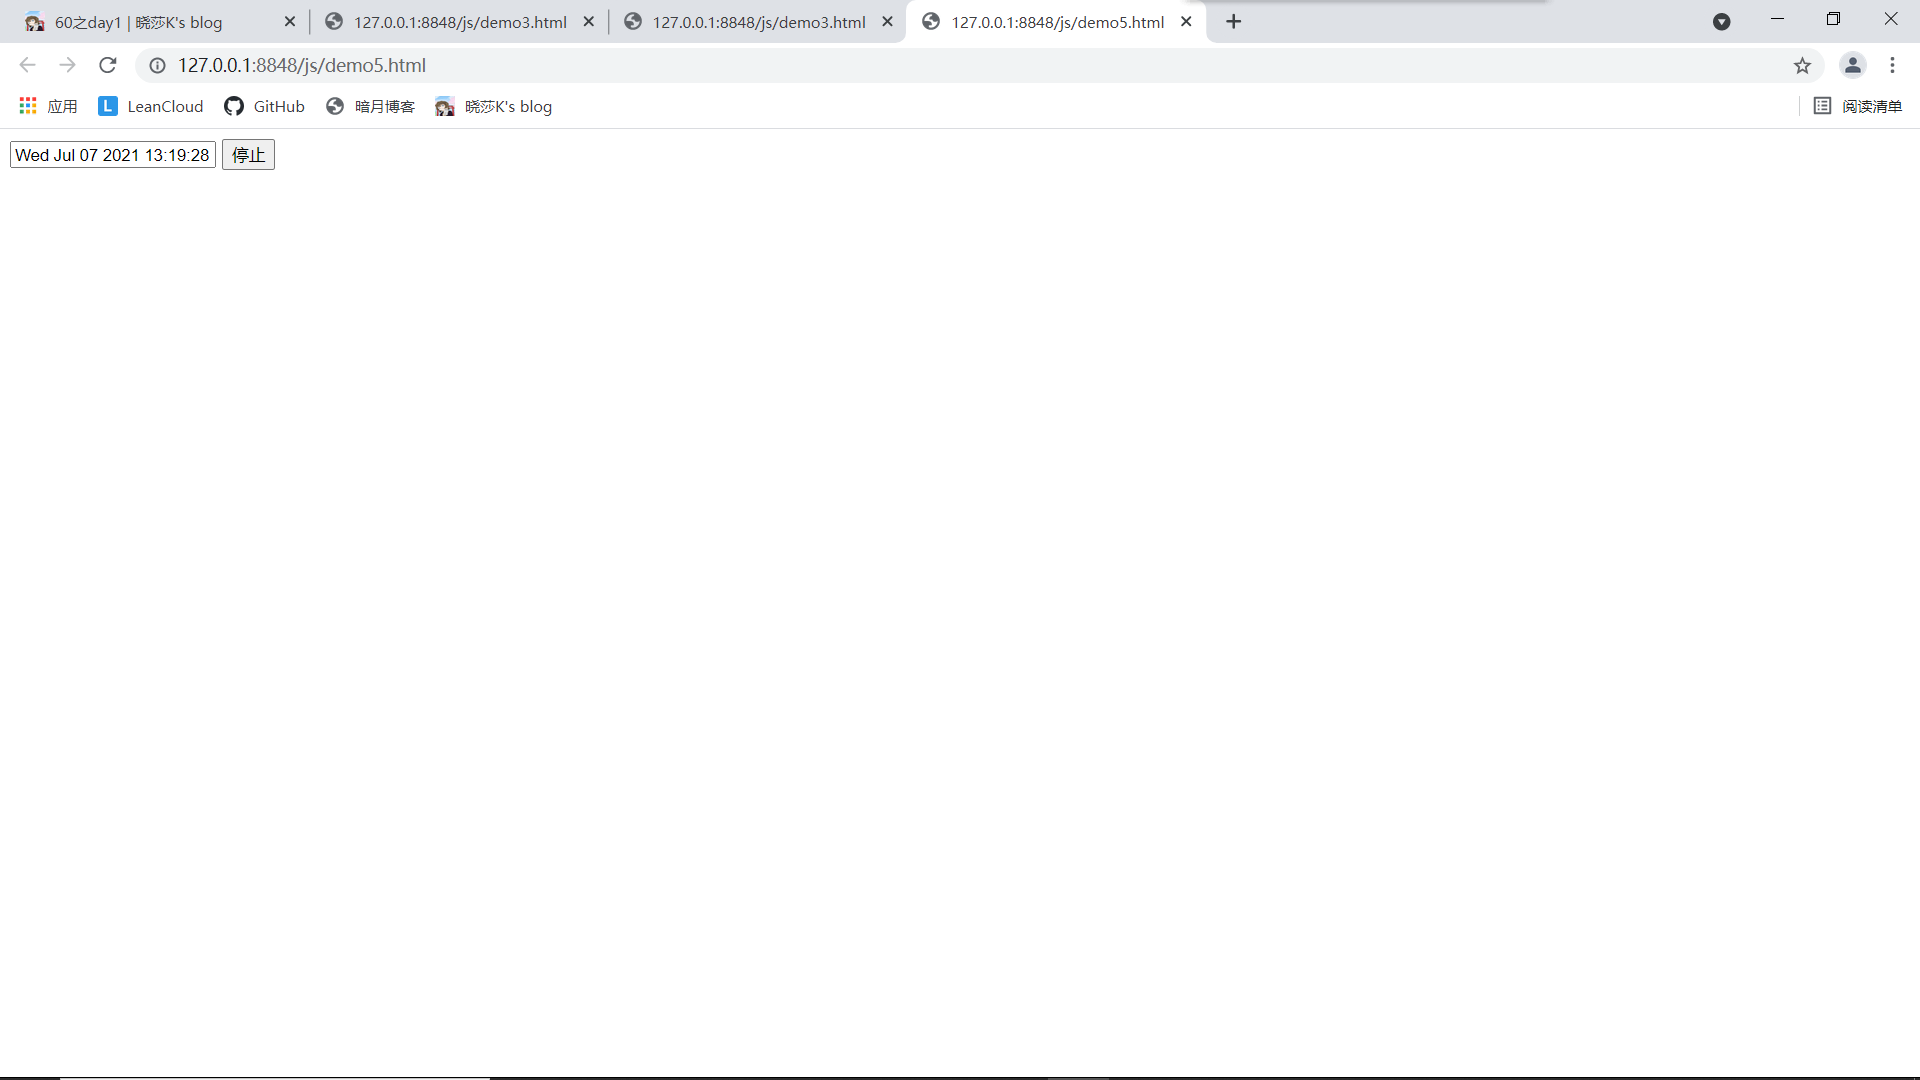 60之day1 | 晓莎K's blog
127.0.0.1:8848/js/demo3.html
127.0.0.1:8848/js/demo3.html
127.0.0.1:8848/js/demo5.html
127.0.0.1:8848/js/demo5.html
应用
LeanCloud
GitHub
暗月博客
晓莎K's blog
阅读清单
Wed Jul 07 2021 13:19:28
停止